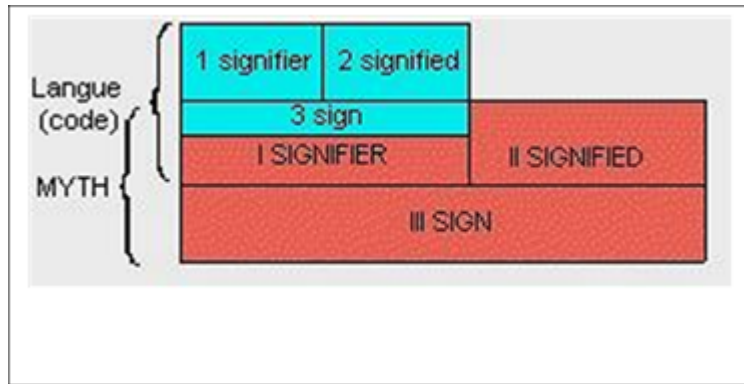 1 signifier 2 signified
Langue
(code)
3 sign
I SIGNIFIER II SIGNIFIED
MYTH
III SIGN